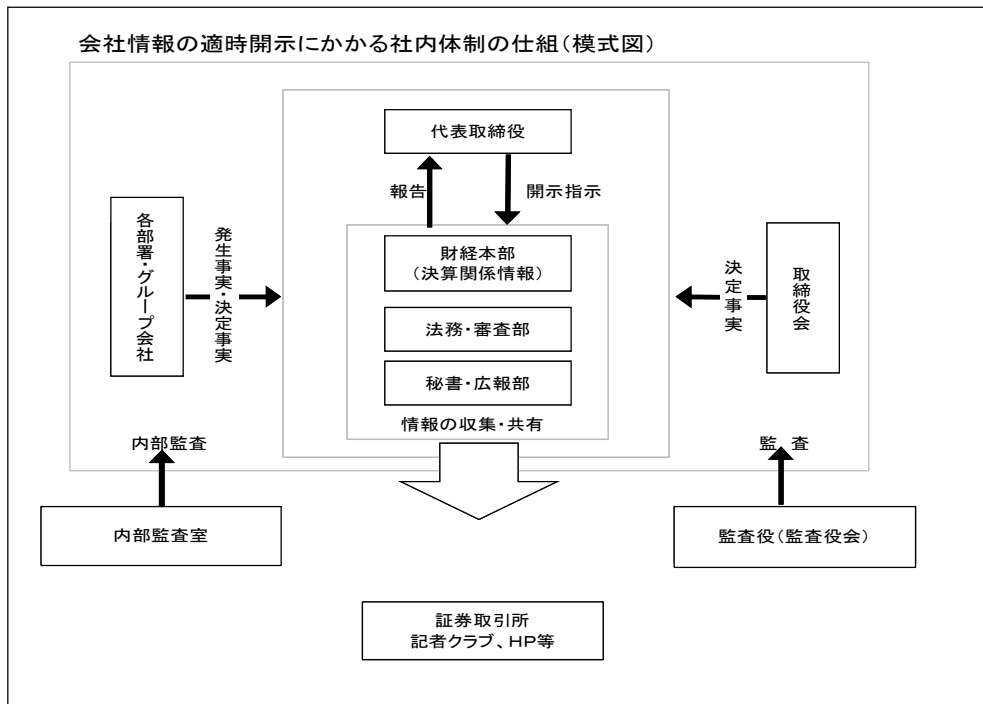 会社情報の適時開示にかかる社内体制の仕組（模式図）
代表取締役
報告
開示指示
各部署・グループ会社
発生事実・決定事実
財経本部
（決算関係情報）
法務・審査部
秘書・広報部
情報の収集・共有
決定事実
取締役会
内部監査
監　査
内部監査室
監査役（監査役会）
証券取引所
記者クラブ、HP等